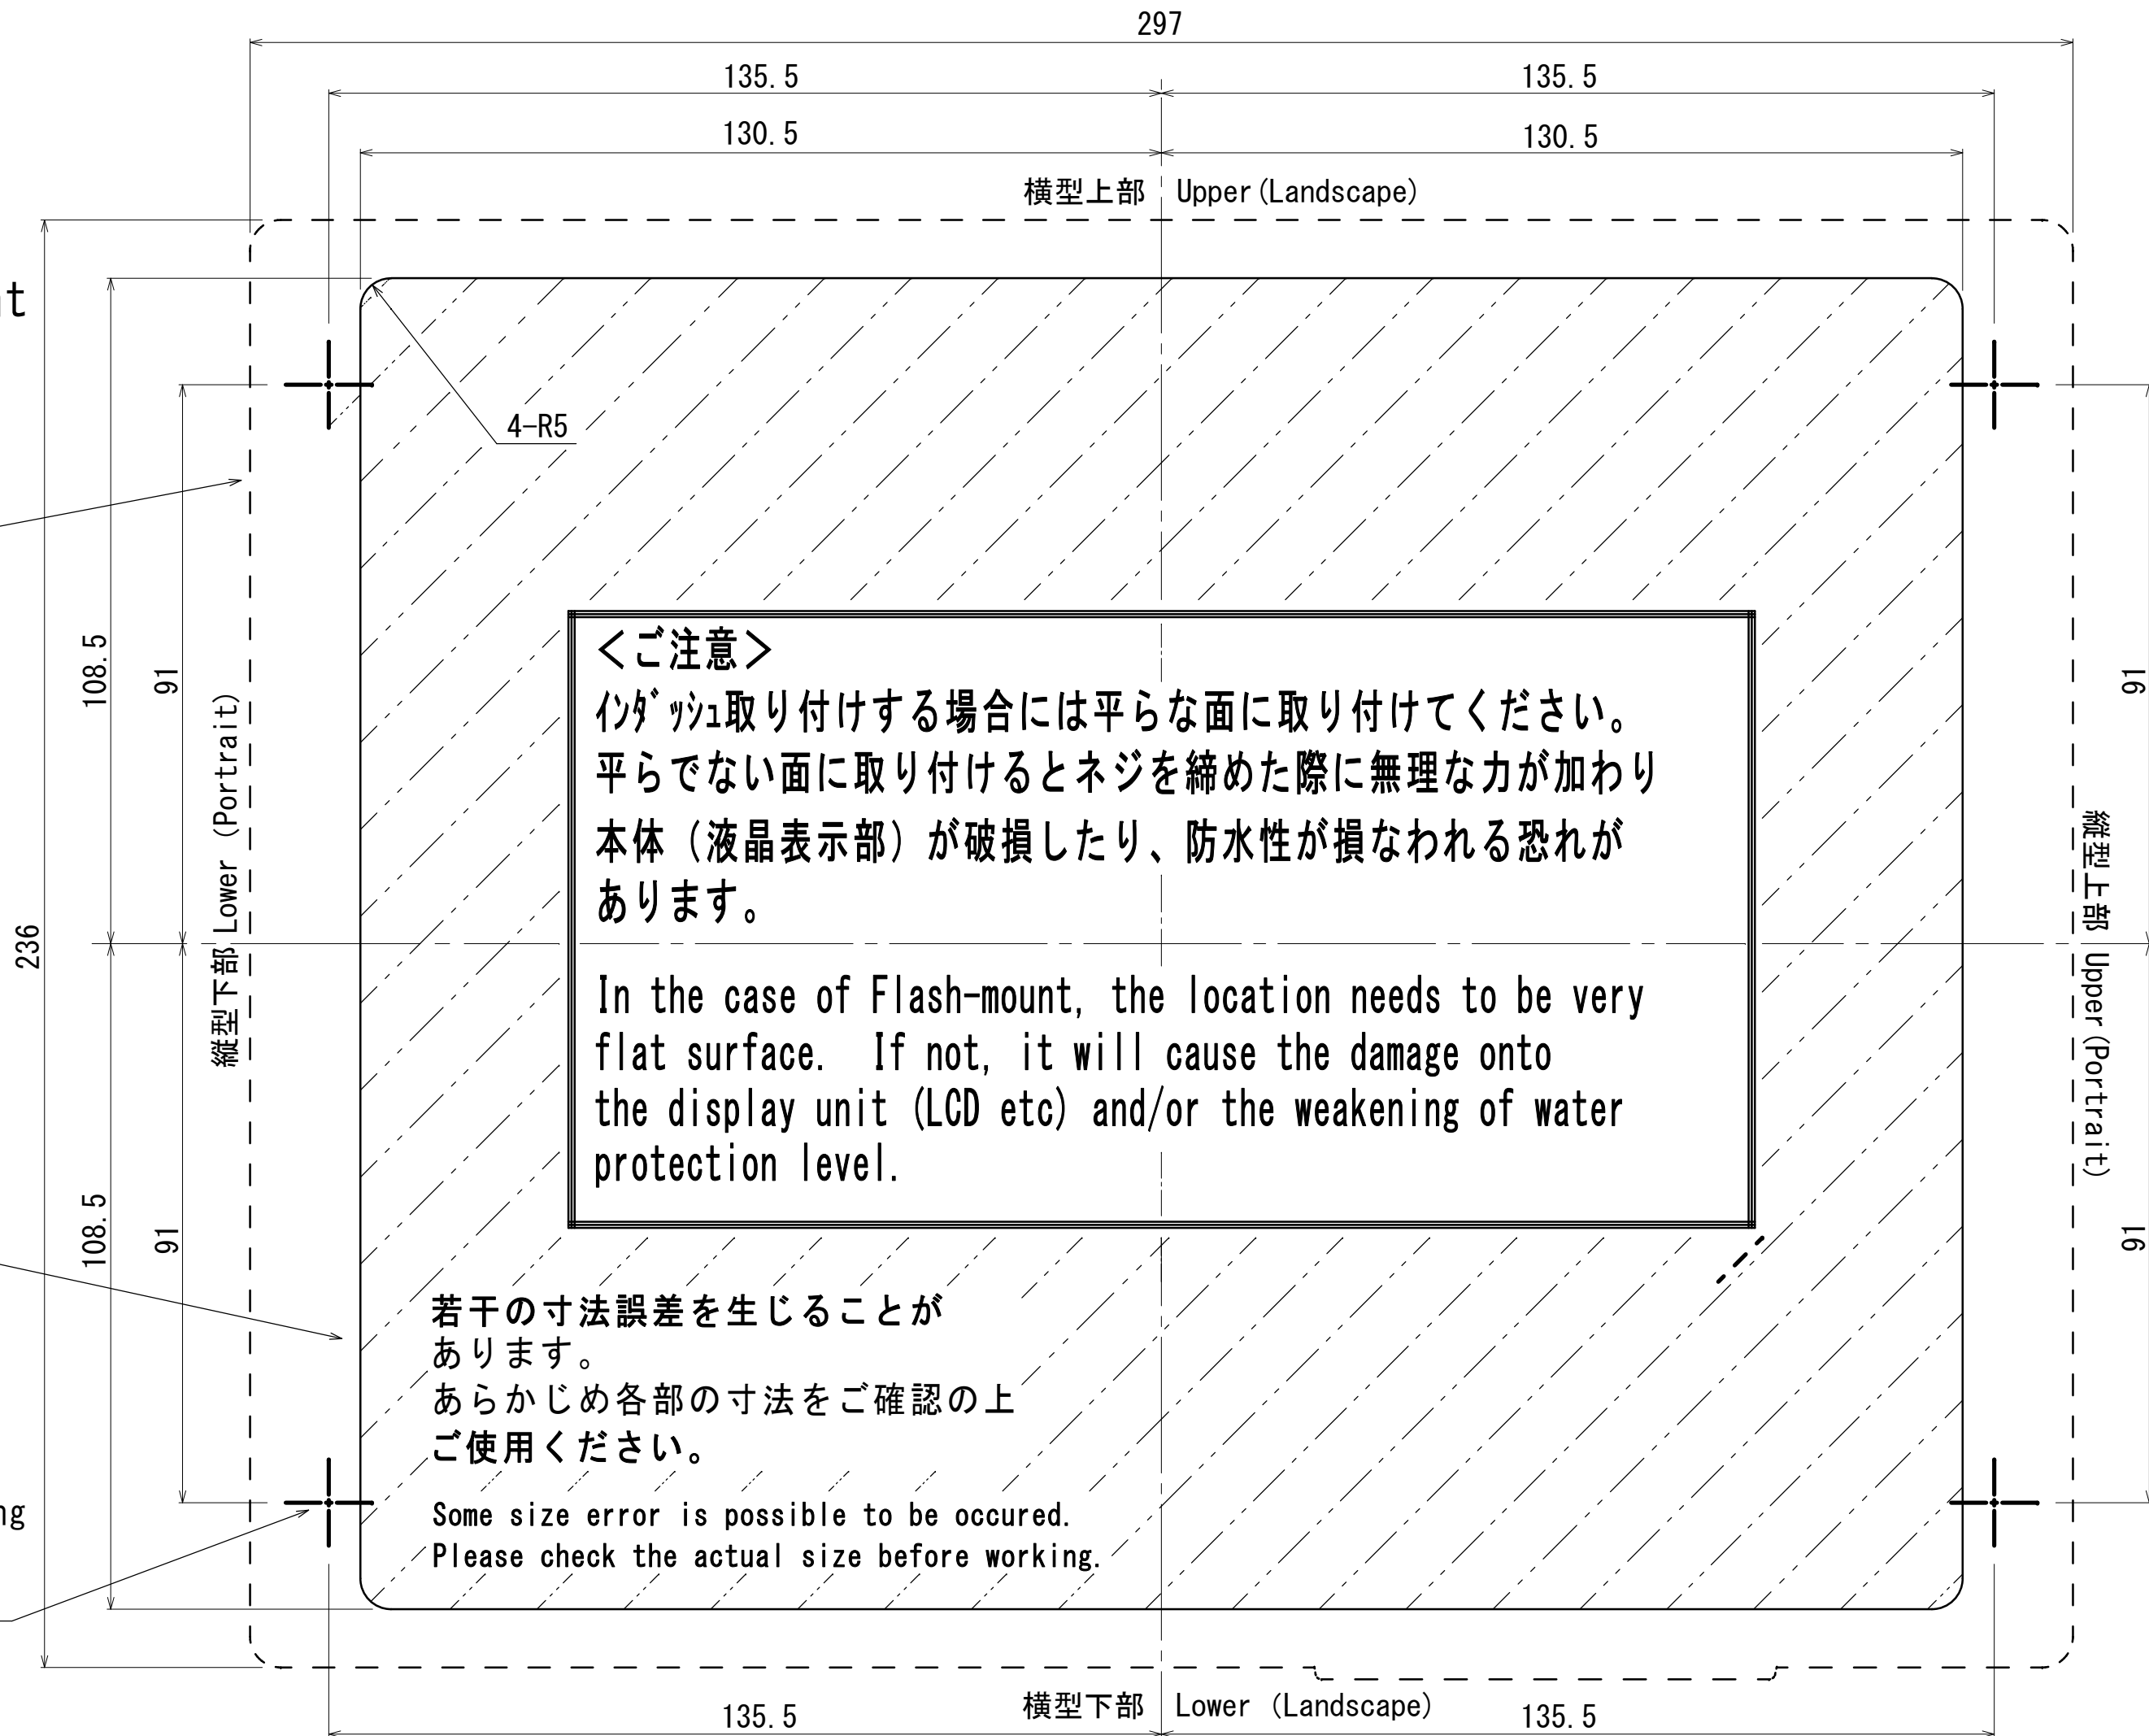 297
135.5
135.5
130.5
130.5
横型上部 Upper(Landscape)
t
4-R5
108.5
91
91
縦型下部 Lower (Portrait)
236
縦型上部 Upper(Portrait)
<ご注意>
インダッシュ取り付けする場合には平らな面に取り付けてください。
平らでない面に取り付けるとネジを締めた際に無理な力が加わり
本体（液晶表示部）が破損したり、防水性が損なわれる恐れが
あります。
In the case of Flash-mount, the location needs to be very
flat surface. If not, it will cause the damage onto
the display unit (LCD etc) and/or the weakening of water
protection level.
108.5
91
91
若干の寸法誤差を生じることが
あります。
あらかじめ各部の寸法をご確認の上
ご使用ください。
ng
Some size error is possible to be occured.
Please check the actual size before working.
横型下部 Lower (Landscape)
135.5
135.5